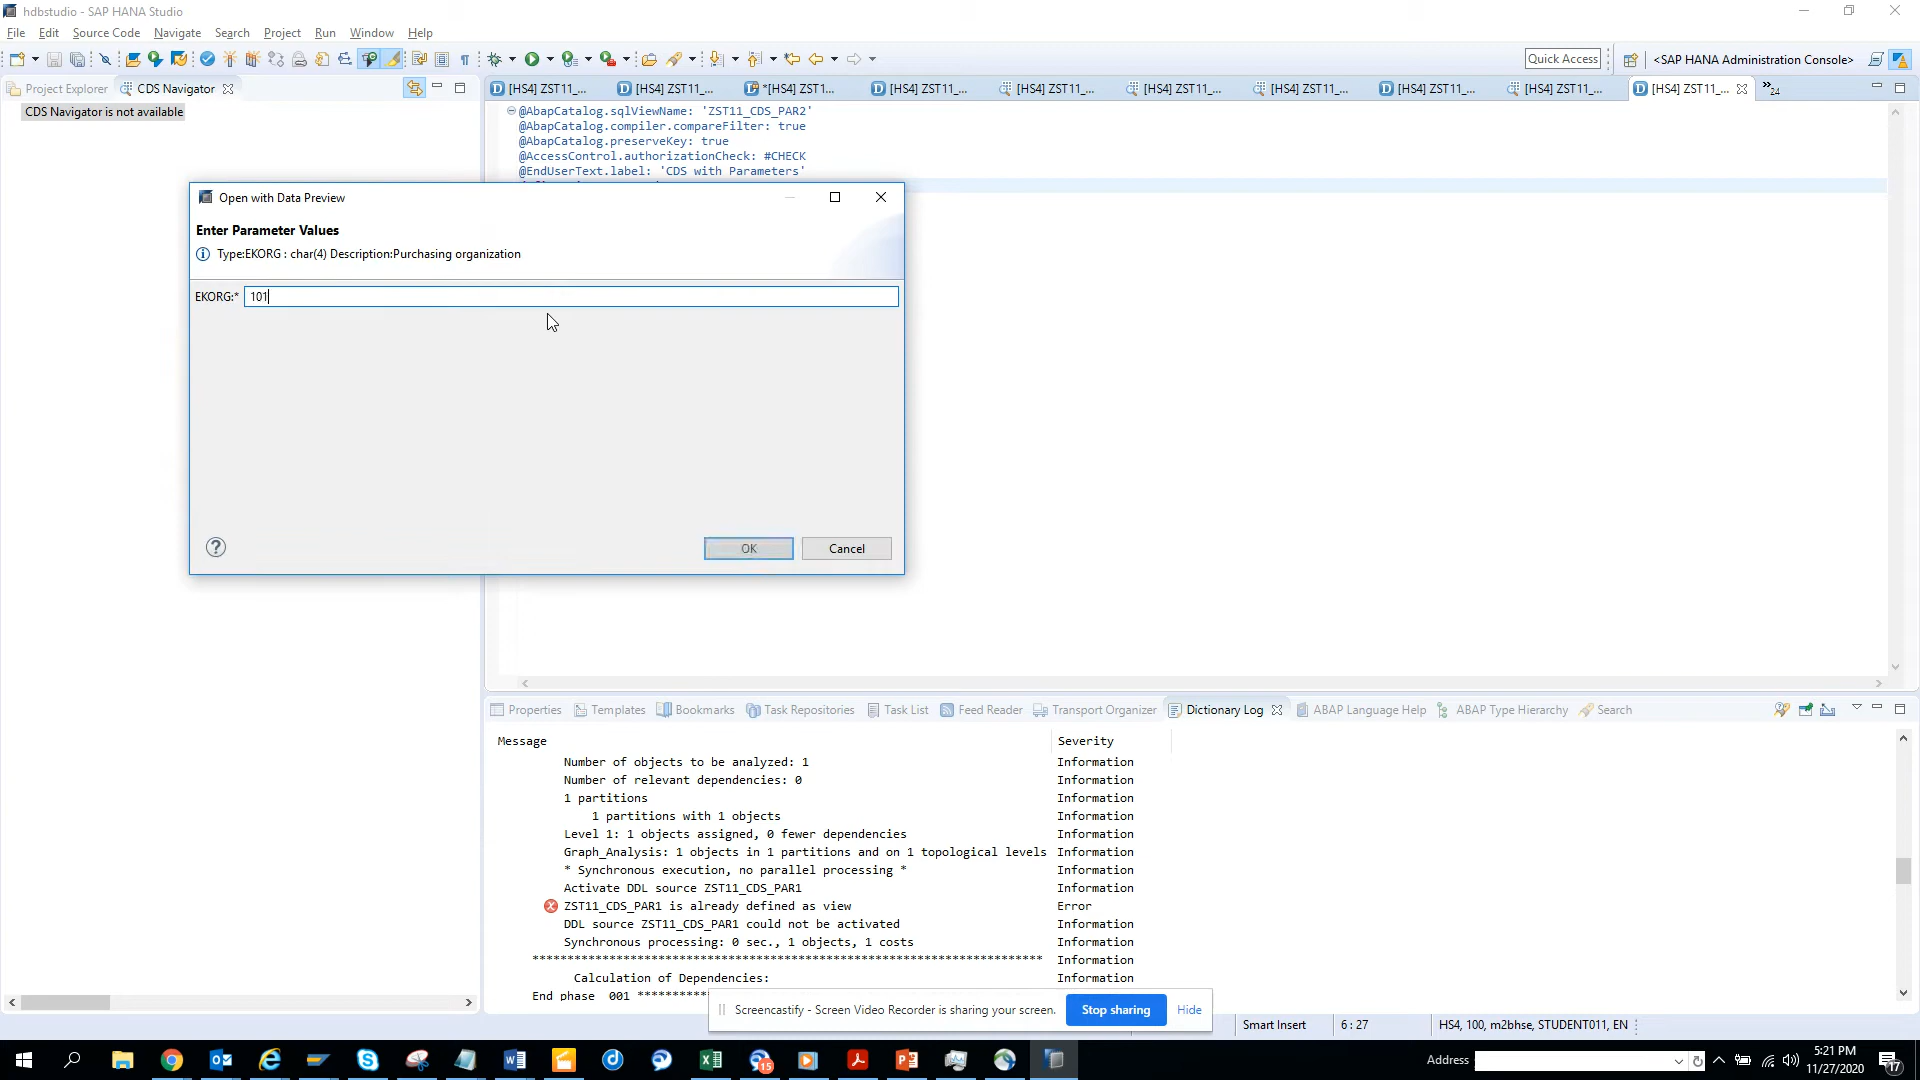 hdbstudio - SAP HANA Studio
File Edit Source Code Navigate Search Project Run Window Help
Quick Access <SAP HANA Administration Console>
Project Explorer CDS Navigator
[HS4] ZST11_... [HS4] ZST11_... *[HS4] ZST1... [HS4] ZST11_... [HS4] ZST11_... [HS4] ZST11_... [HS4] ZST11_... [HS4] ZST11_... [HS4] ZST11_... [HS4] ZST11_... »24
CDS Navigator is not available
@AbapCatalog.sqlViewName: 'ZST11_CDS_PAR2'
@AbapCatalog.compiler.compareFilter: true
@AbapCatalog.preserveKey: true
@AccessControl.authorizationCheck: #CHECK
@EndUserText.label: 'CDS with Parameters'
Open with Data Preview
Enter Parameter Values
Type:EKORG : char(4) Description:Purchasing organization
EKORG:* 101
OK Cancel
Properties Templates Bookmarks Task Repositories Task List Feed Reader Transport Organizer Dictionary Log ABAP Language Help ABAP Type Hierarchy Search
Message Severity
Number of objects to be analyzed: 1 Information
Number of relevant dependencies: 0 Information
1 partitions Information
1 partitions with 1 objects Information
Level 1: 1 objects assigned, 0 fewer dependencies Information
Graph_Analysis: 1 objects in 1 partitions and on 1 topological levels Information
* Synchronous execution, no parallel processing * Information
Activate DDL source ZST11_CDS_PAR1 Information
ZST11_CDS_PAR1 is already defined as view Error
DDL source ZST11_CDS_PAR1 could not be activated Information
Synchronous processing: 0 sec., 1 objects, 1 costs Information
************************************************************************* Information
Calculation of Dependencies: Information
End phase 001 **********
Screencastify - Screen Video Recorder is sharing your screen. Stop sharing Hide
Smart Insert 6 : 27 HS4, 100, m2bhse, STUDENT011, EN
15
Address
5:21 PM
11/27/2020
17